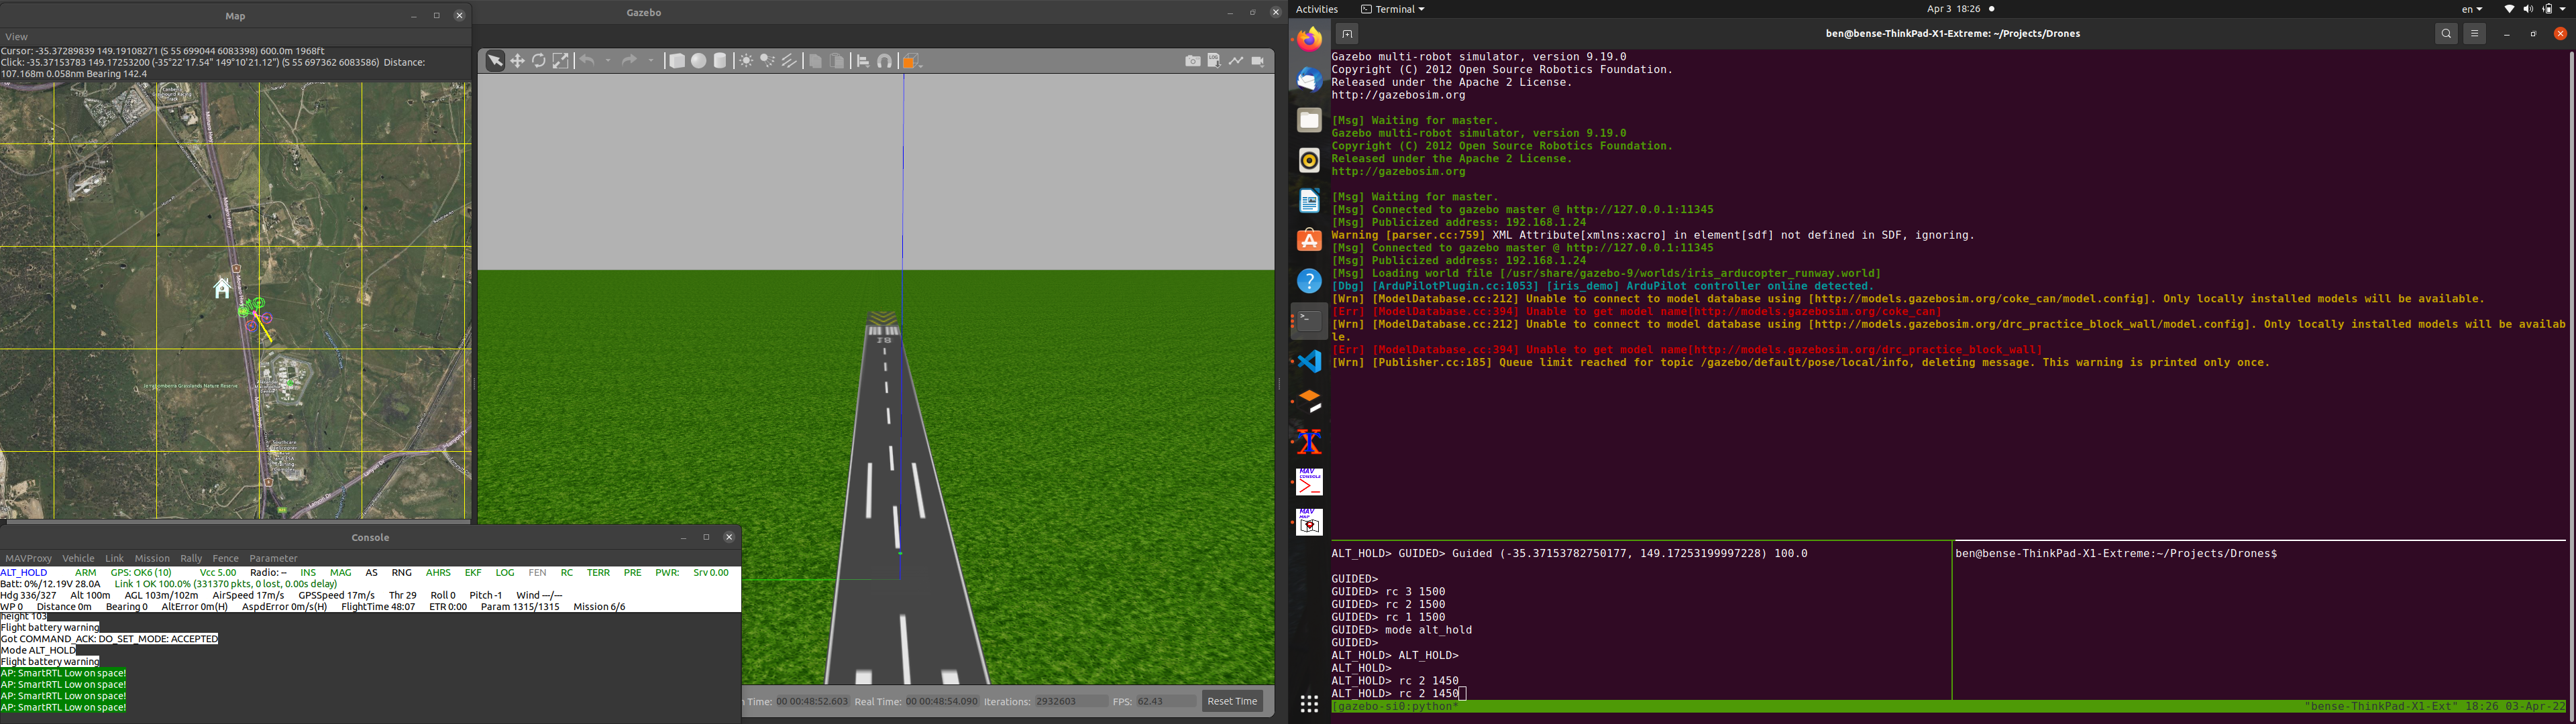 Map
View
Cursor: -35.37289839 149.19108271 (S 55 699044 6083398) 600.0m 1968ft
Click: -35.37153783 149.17253200 (-35°22'17.54" 149°10'21.12") (S 55 697362 6083586) Distance:
107.168m 0.058nm Bearing 142.4
Gazebo
Time: 00 00:48:52.603 Real Time: 00 00:48:54.090 Iterations: 2932603 FPS: 62.43 Reset Time
Console
MAVProxy Vehicle Link Mission Rally Fence Parameter
ALT_HOLD ARM GPS: OK6 (10) Vcc 5.00 Radio: -- INS MAG AS RNG AHRS EKF LOG FEN RC TERR PRE PWR: Srv 0.00
Batt: 0%/12.19V 28.0A Link 1 OK 100.0% (331370 pkts, 0 lost, 0.00s delay)
Hdg 336/327 Alt 100m AGL 103m/102m AirSpeed 17m/s GPSSpeed 17m/s Thr 29 Roll 0 Pitch -1 Wind ---/---
WP 0 Distance 0m Bearing 0 AltError 0m(H) AspdError 0m/s(H) FlightTime 48:07 ETR 0:00 Param 1315/1315 Mission 6/6
height 103
Flight battery warning
Got COMMAND_ACK: DO_SET_MODE: ACCEPTED
Mode ALT_HOLD
Flight battery warning
AP: SmartRTL Low on space!
AP: SmartRTL Low on space!
AP: SmartRTL Low on space!
AP: SmartRTL Low on space!
Activities Terminal Apr 3 18:26 en
ben@bense-ThinkPad-X1-Extreme: ~/Projects/Drones
Gazebo multi-robot simulator, version 9.19.0
Copyright (C) 2012 Open Source Robotics Foundation.
Released under the Apache 2 License.
http://gazebosim.org
[Msg] Waiting for master.
Gazebo multi-robot simulator, version 9.19.0
Copyright (C) 2012 Open Source Robotics Foundation.
Released under the Apache 2 License.
http://gazebosim.org
[Msg] Waiting for master.
[Msg] Connected to gazebo master @ http://127.0.0.1:11345
[Msg] Publicized address: 192.168.1.24
Warning [parser.cc:759] XML Attribute[xmlns:xacro] in element[sdf] not defined in SDF, ignoring.
[Msg] Connected to gazebo master @ http://127.0.0.1:11345
[Msg] Publicized address: 192.168.1.24
[Msg] Loading world file [/usr/share/gazebo-9/worlds/iris_arducopter_runway.world]
[Dbg] [ArduPilotPlugin.cc:1053] [iris_demo] ArduPilot controller online detected.
[Wrn] [ModelDatabase.cc:212] Unable to connect to model database using [http://models.gazebosim.org/coke_can/model.config]. Only locally installed models will be available.
[Err] [ModelDatabase.cc:394] Unable to get model name[http://models.gazebosim.org/coke_can]
[Wrn] [ModelDatabase.cc:212] Unable to connect to model database using [http://models.gazebosim.org/drc_practice_block_wall/model.config]. Only locally installed models will be availab
le.
[Err] [ModelDatabase.cc:394] Unable to get model name[http://models.gazebosim.org/drc_practice_block_wall]
[Wrn] [Publisher.cc:185] Queue limit reached for topic /gazebo/default/pose/local/info, deleting message. This warning is printed only once.
ALT_HOLD> GUIDED> Guided (-35.37153782750177, 149.17253199997228) 100.0
GUIDED>
GUIDED> rc 3 1500
GUIDED> rc 2 1500
GUIDED> rc 1 1500
GUIDED> mode alt_hold
GUIDED>
ALT_HOLD> ALT_HOLD>
ALT_HOLD>
ALT_HOLD> rc 2 1450
ALT_HOLD> rc 2 1450
ben@bense-ThinkPad-X1-Extreme:~/Projects/Drones$
[gazebo-si0:python* "bense-ThinkPad-X1-Ext" 18:26 03-Apr-22